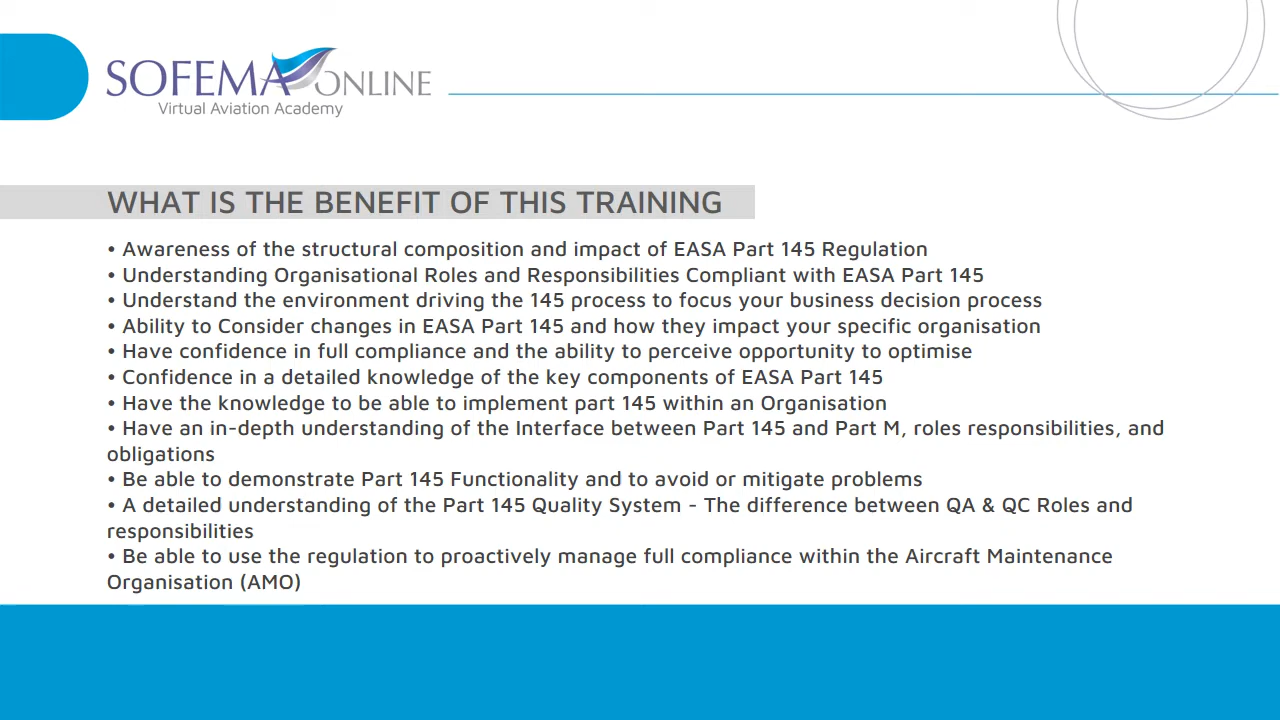 SOFEMA ONLINE
Virtual Aviation Academy
WHAT IS THE BENEFIT OF THIS TRAINING
• Awareness of the structural composition and impact of EASA Part 145 Regulation
• Understanding Organisational Roles and Responsibilities Compliant with EASA Part 145
• Understand the environment driving the 145 process to focus your business decision process
• Ability to Consider changes in EASA Part 145 and how they impact your specific organisation
• Have confidence in full compliance and the ability to perceive opportunity to optimise
• Confidence in a detailed knowledge of the key components of EASA Part 145
• Have the knowledge to be able to implement part 145 within an Organisation
• Have an in-depth understanding of the Interface between Part 145 and Part M, roles responsibilities, and
obligations
• Be able to demonstrate Part 145 Functionality and to avoid or mitigate problems
• A detailed understanding of the Part 145 Quality System - The difference between QA & QC Roles and
responsibilities
• Be able to use the regulation to proactively manage full compliance within the Aircraft Maintenance
Organisation (AMO)